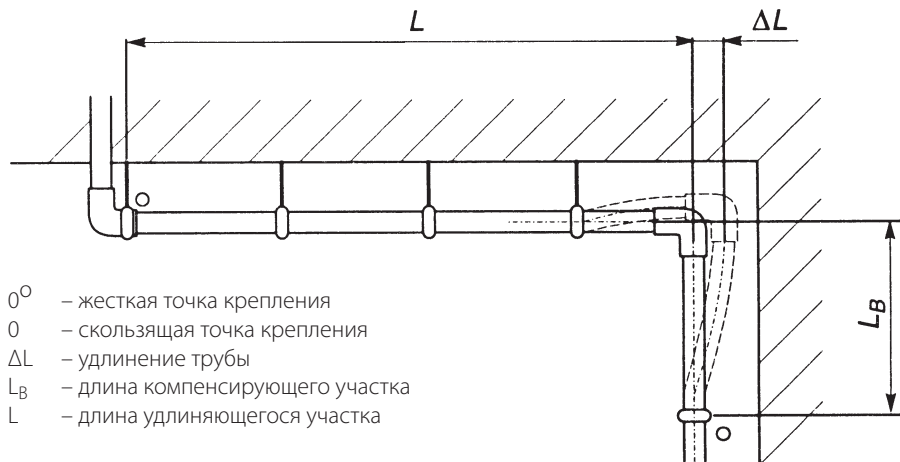 L ΔL
L_B
0° – жесткая точка крепления
0 – скользящая точка крепления
ΔL – удлинение трубы
L_B – длина компенсирующего участка
L – длина удлиняющегося участка